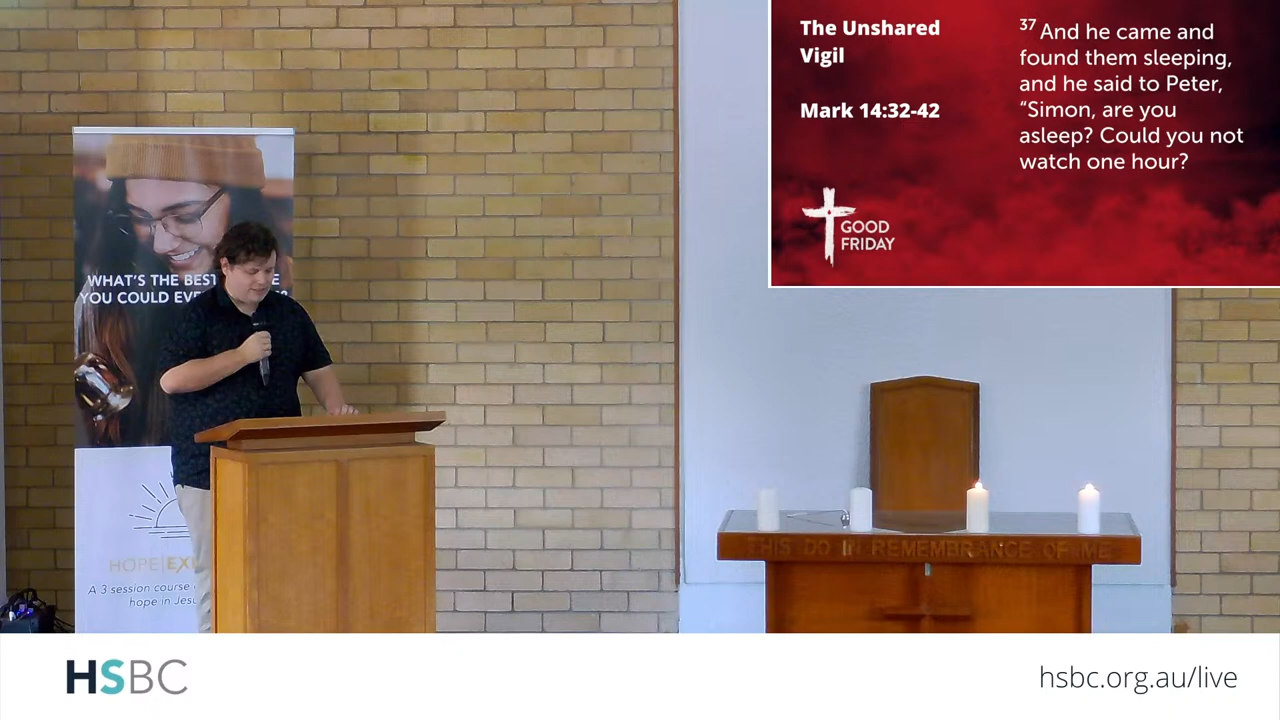 The Unshared
Vigil
Mark 14:32-42
37 And he came and
found them sleeping,
and he said to Peter,
“Simon, are you
asleep? Could you not
watch one hour?
GOOD
FRIDAY
WHAT'S THE BEST
YOU COULD
HOPE
A 3 session course
hope in
THIS DO IN REMEMBRANCE OF ME
HSBC
hsbc.org.au/live